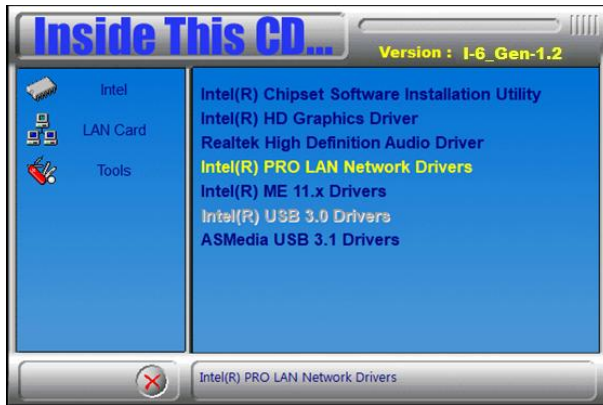 Inside This CD...
Version : I-6_Gen-1.2
Intel
LAN Card
Tools
Intel(R) Chipset Software Installation Utility
Intel(R) HD Graphics Driver
Realtek High Definition Audio Driver
Intel(R) PRO LAN Network Drivers
Intel(R) ME 11.x Drivers
Intel(R) USB 3.0 Drivers
ASMedia USB 3.1 Drivers
Intel(R) PRO LAN Network Drivers